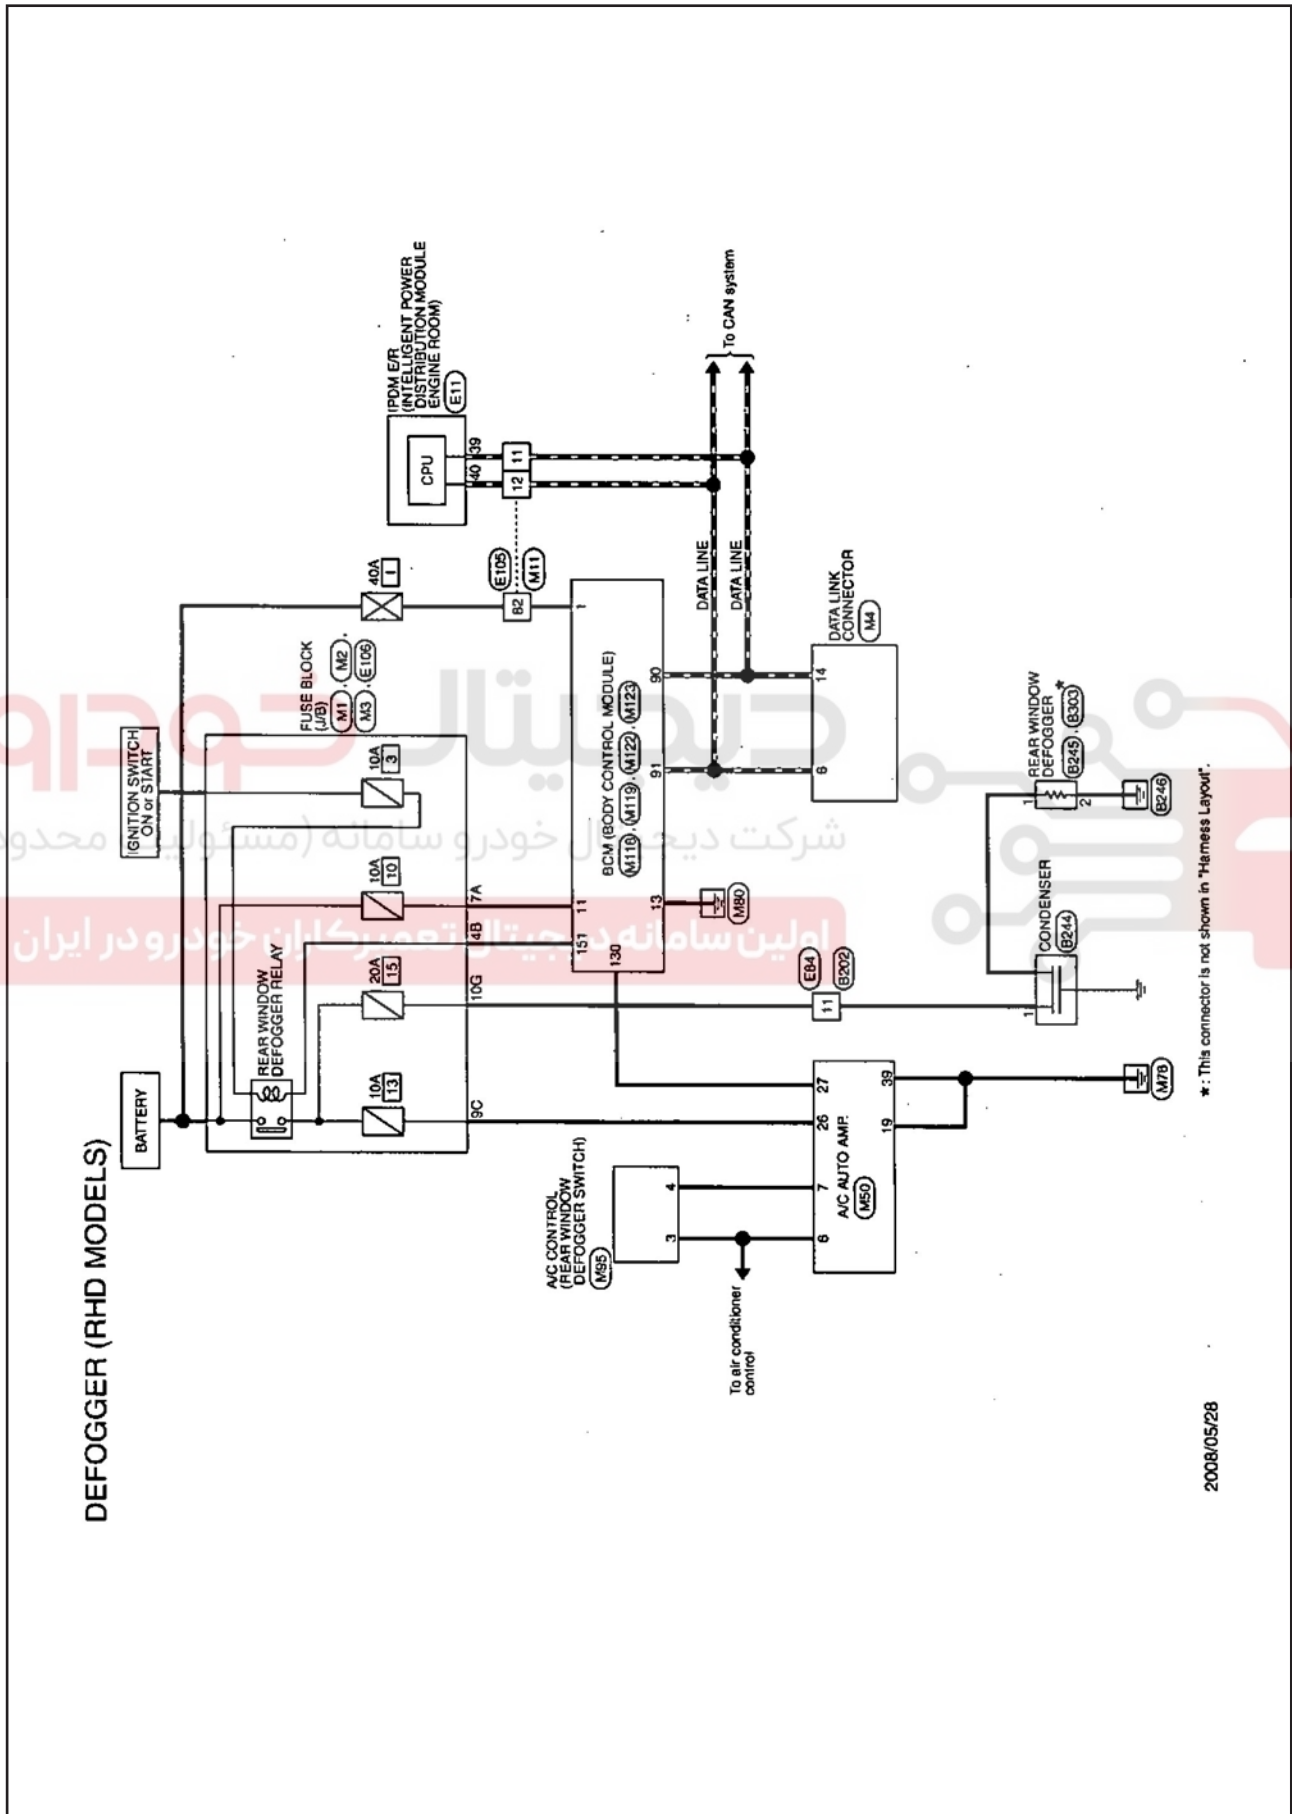 DEFOGGER (RHD MODELS)
BATTERY
IGNITION SWITCH
ON or START
FUSE BLOCK
(J/B)
M1 , M2 ,
M3 , E106
REAR WINDOW
DEFOGGER RELAY
10A
13
20A
15
10A
10
10A
3
40A
I
9C
10G
4B
7A
IPDM E/R
(INTELLIGENT POWER
DISTRIBUTION MODULE
ENGINE ROOM)
E11
CPU
40
39
12
11
E105
M11
B2
A/C CONTROL
(REAR WINDOW
DEFOGGER SWITCH)
M95
3
4
130
151
11
1
BCM (BODY CONTROL MODULE)
M116 , M119 , M122 , M123
13
91
90
M80
DATA LINE
DATA LINE
To CAN system
To air conditioner
control
6
7
26
27
A/C AUTO AMP.
M50
19
39
M78
E84
B202
11
DATA LINK
CONNECTOR
M4
6
14
CONDENSER
B244
1
REAR WINDOW
DEFOGGER
B245 , B303 *
1
2
B246
* : This connector is not shown in "Harness Layout".
2008/05/28
دیجیتال خودرو
شرکت دیجیتال خودرو سامانه (مسئولیت محدود
اولین سامانه دیجیتال تعمیرکاران خودرو در ایران